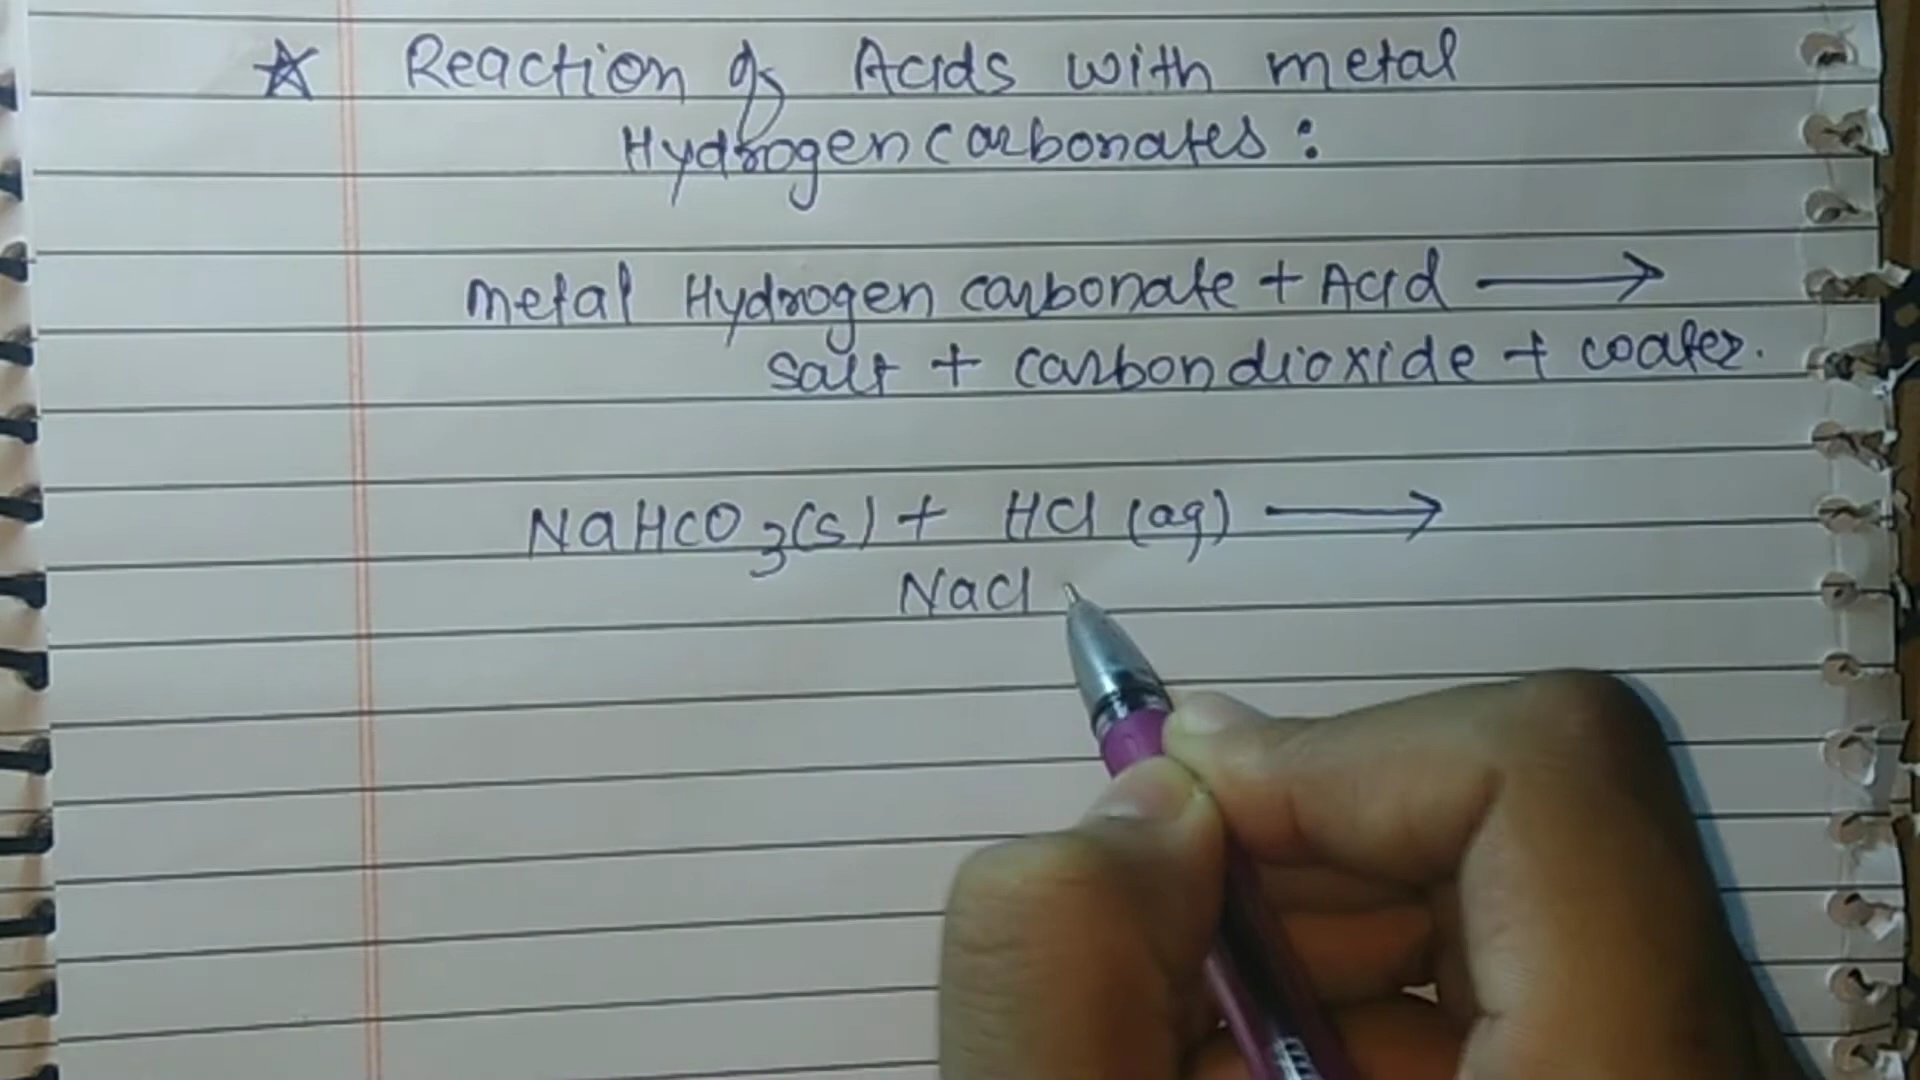 ☆ Reaction of Acids with metal
Hydrogencarbonates :
metal Hydrogen carbonate + Acid ⟶
salt + carbondioxide + water.
NaHCO₃(s) + HCl (aq) ⟶
NaCl